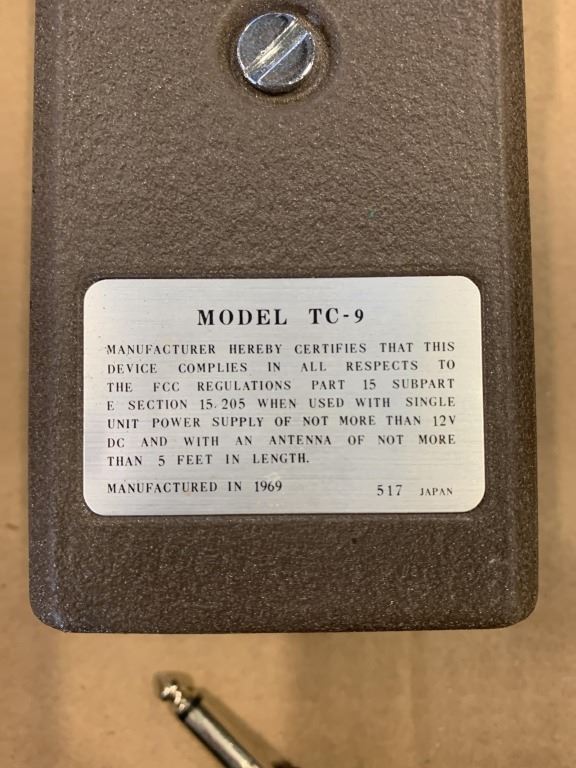 MODEL TC-9
MANUFACTURER HEREBY CERTIFIES THAT THIS
DEVICE COMPLIES IN ALL RESPECTS TO
THE FCC REGULATIONS PART 15 SUBPART
E SECTION 15.205 WHEN USED WITH SINGLE
UNIT POWER SUPPLY OF NOT MORE THAN 12V
DC AND WITH AN ANTENNA OF NOT MORE
THAN 5 FEET IN LENGTH.
MANUFACTURED IN 1969 517 JAPAN